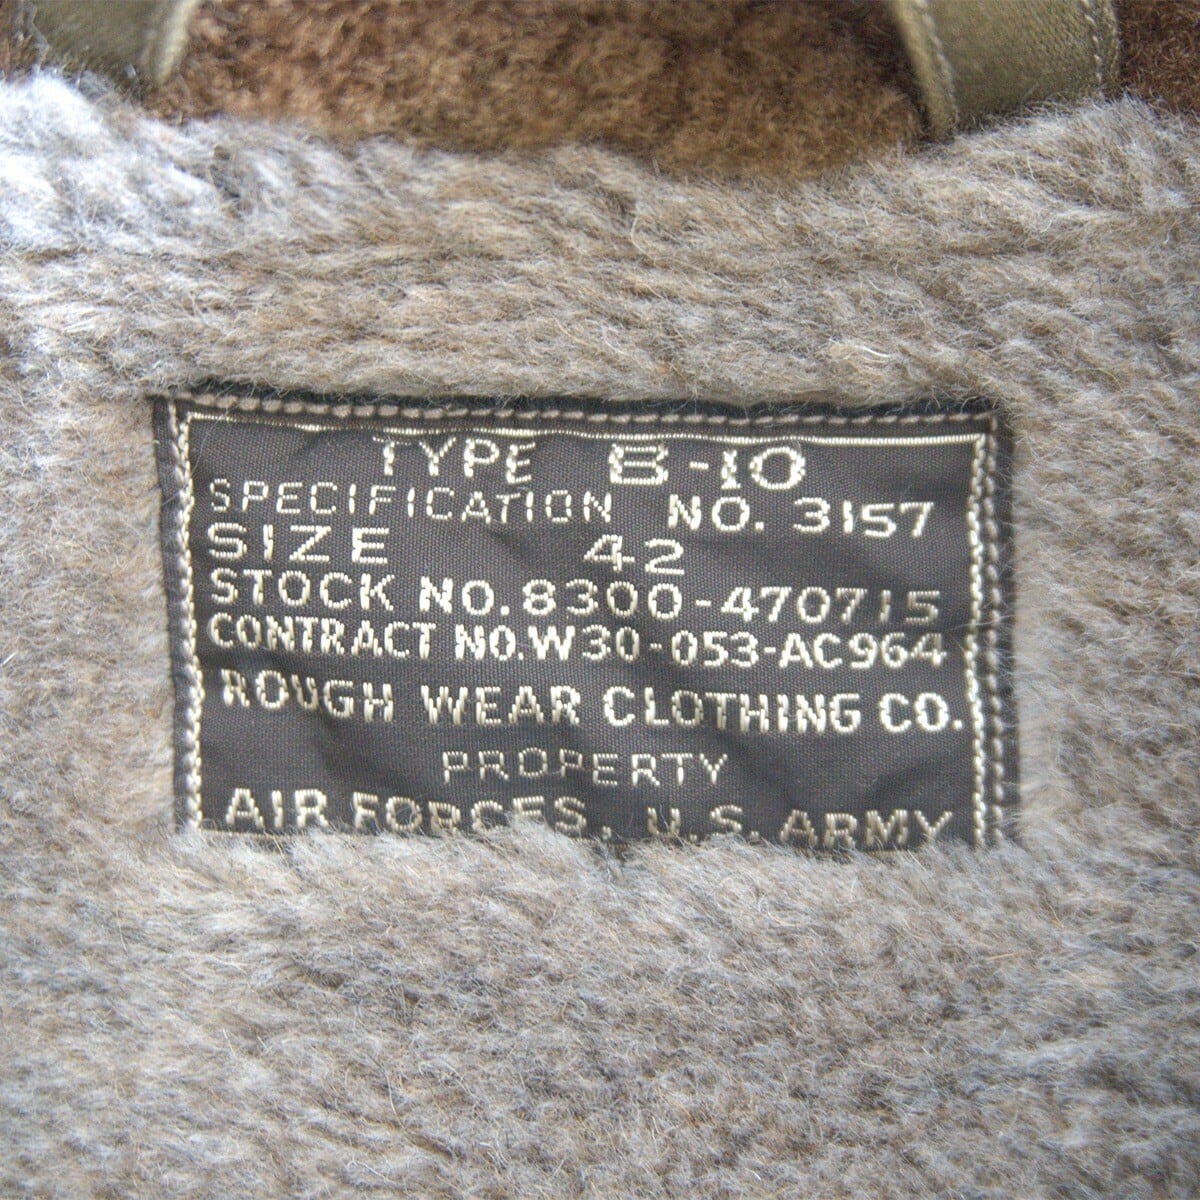 TYPE B-10
SPECIFICATION NO. 3157
SIZE 42
STOCK NO. 8300-470715
CONTRACT NO. W30-053-AC964
ROUGH WEAR CLOTHING CO.
PROPERTY
AIR FORCES, U.S. ARMY